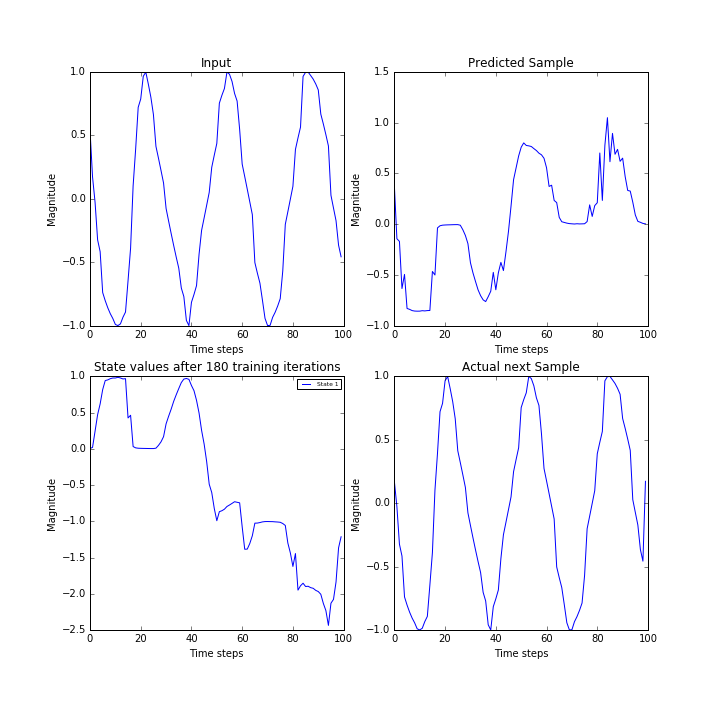 Input
1.0
0.5
0.0
−0.5
−1.0
Magnitude
0 20 40 60 80 100
Time steps
Predicted Sample
1.5
1.0
0.5
0.0
−0.5
−1.0
Magnitude
0 20 40 60 80 100
Time steps
State values after 180 training iterations
State 1
1.0
0.5
0.0
−0.5
−1.0
−1.5
−2.0
−2.5
Magnitude
0 20 40 60 80 100
Time steps
Actual next Sample
1.0
0.5
0.0
−0.5
−1.0
Magnitude
0 20 40 60 80 100
Time steps